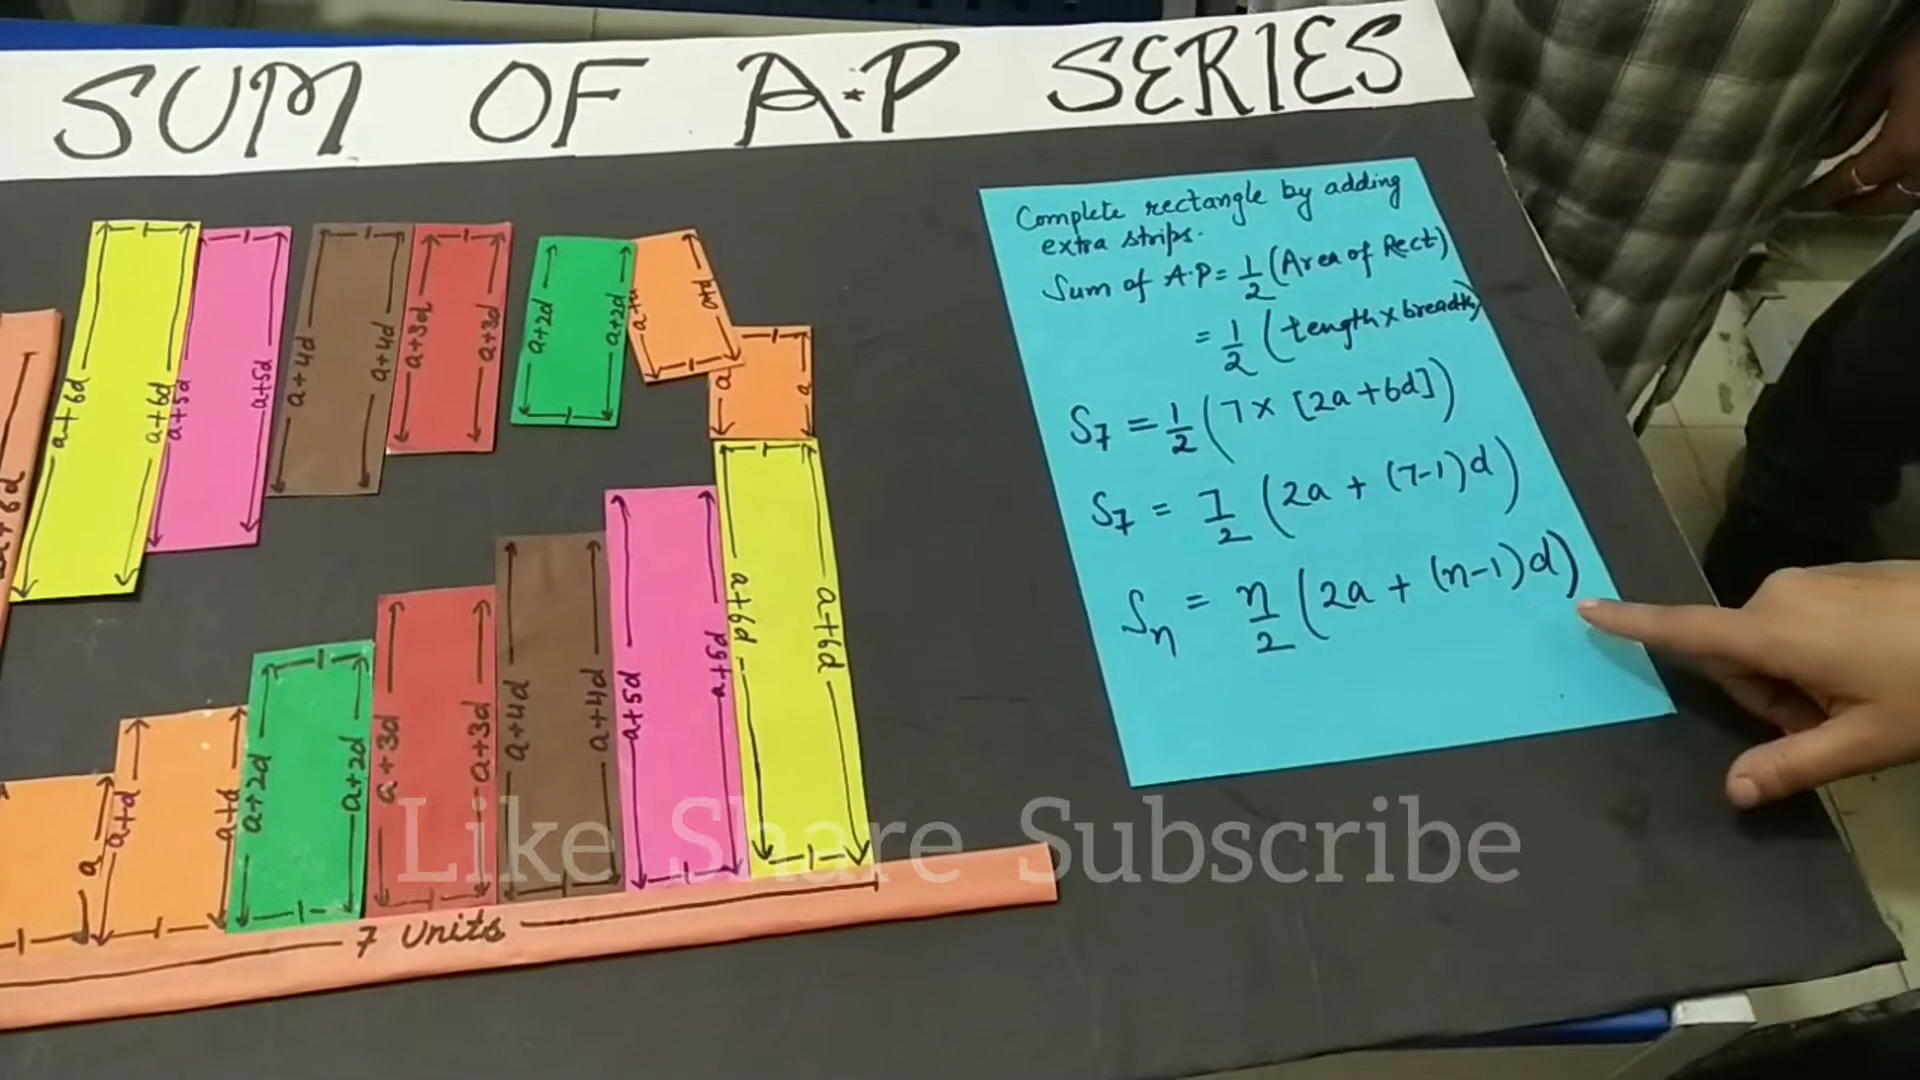 SUM OF A.P SERIES
Complete rectangle by adding
extra strips.
Sum of A.P = 1/2 (Area of Rect)
= 1/2 (length × breadth)
S7 = 1/2 (7 × [2a + 6d])
S7 = 7/2 (2a + (7-1)d)
Sn = n/2 (2a + (n-1)d)
a+6d
a+6d
a+5d
a+5d
a+4d
a+4d
a+3d
a+3d
a+2d
a+2d
a+d
a
a
a
a+d
a+d
a+2d
a+2d
a+3d
a+3d
a+4d
a+4d
a+5d
a+6d
a+6d
7 Units
Like Share Subscribe